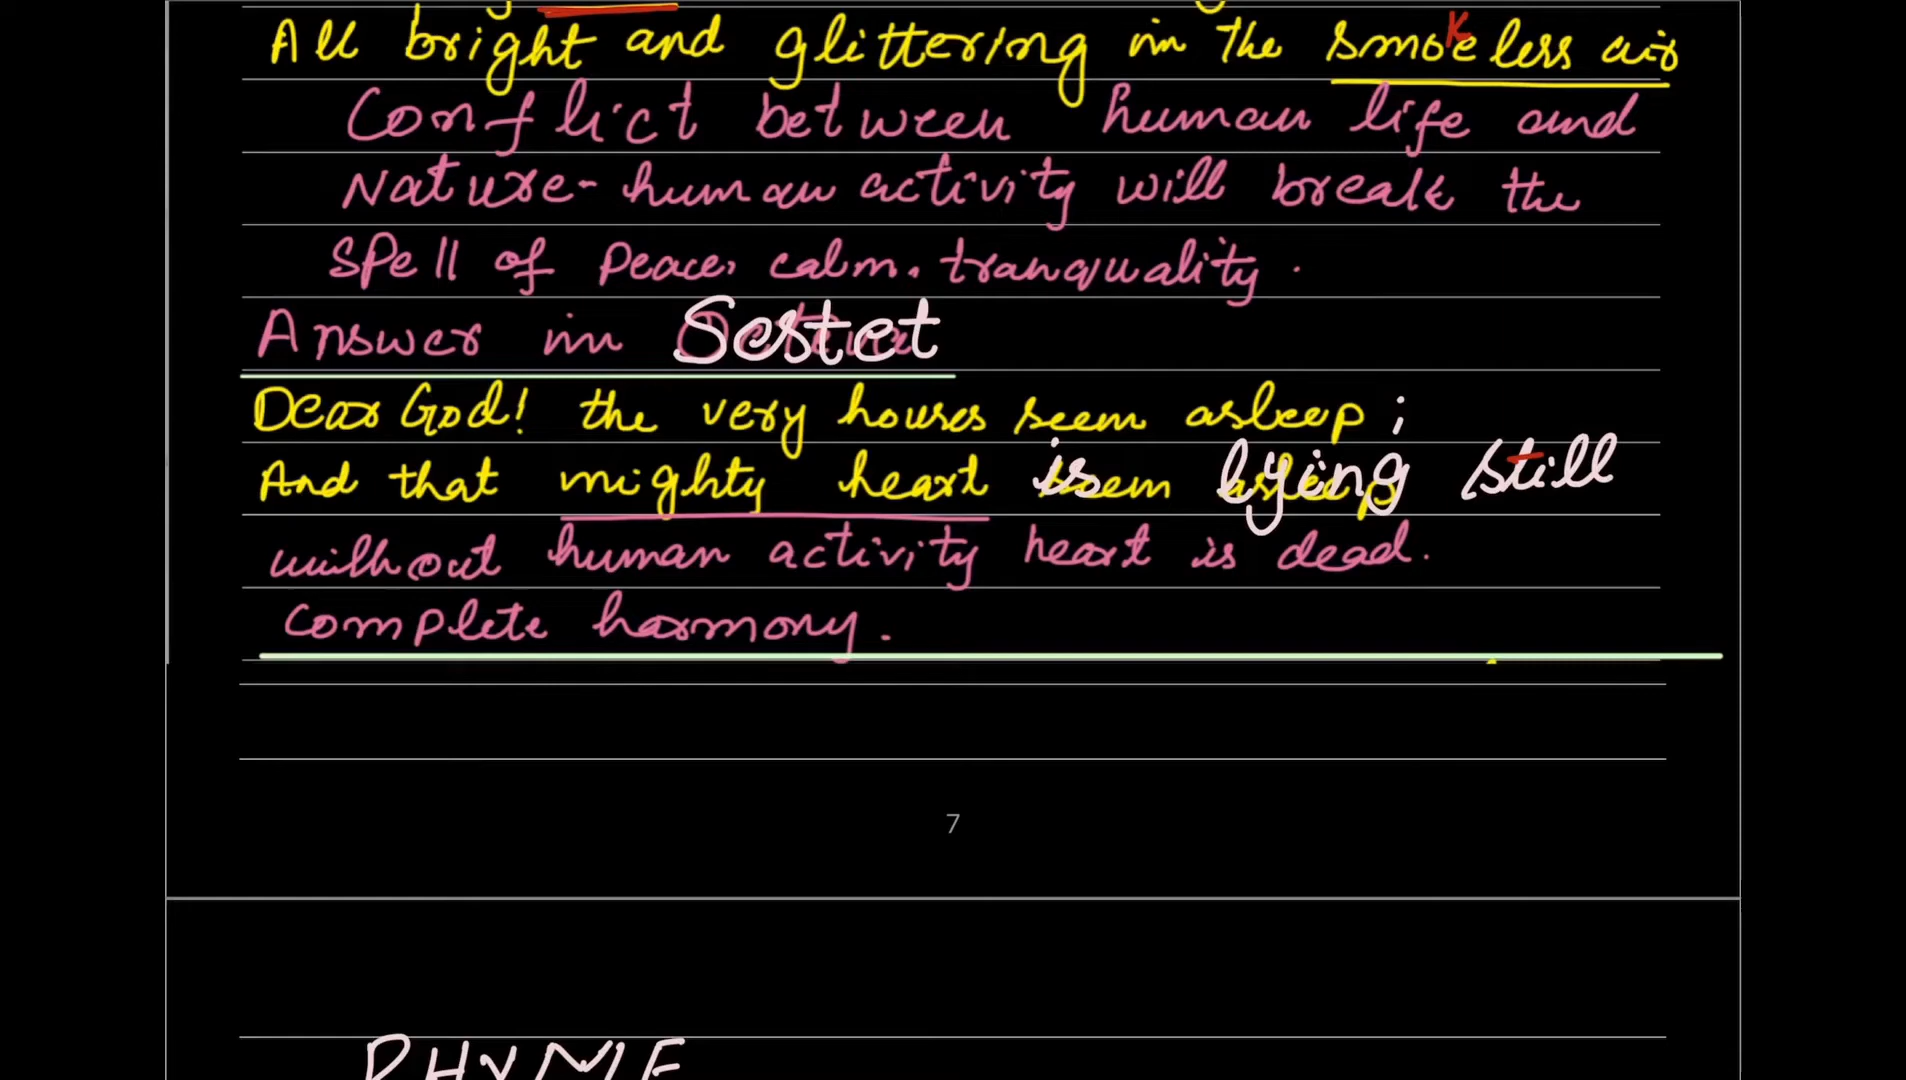 All bright and glittering in the smokeless air
Conflict between human life and
Nature- human activity will break the
spell of peace, calm. tranquality.
Answer in Sestet
Dear God! the very houses seem asleep;
And that mighty heart is lying still
without human activity heart is dead.
complete harmony.
7
RHYME